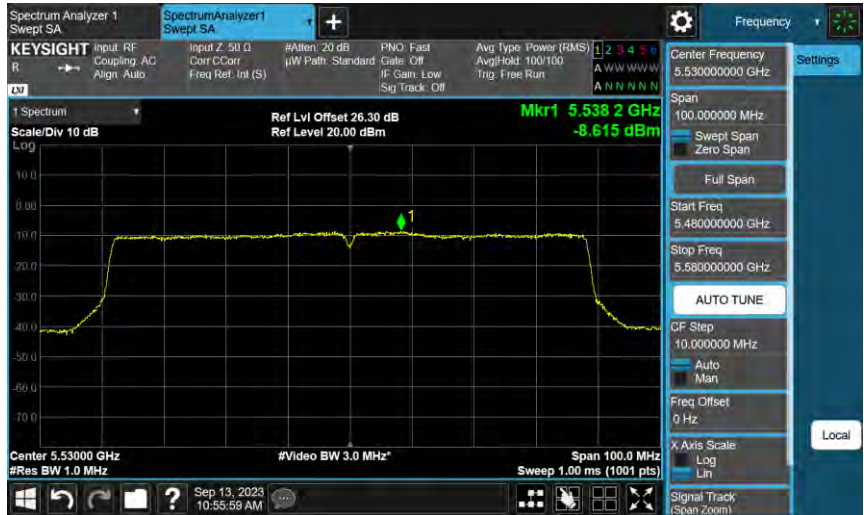 Spectrum Analyzer 1
Swept SA
SpectrumAnalyzer1
Swept SA
Frequency
KEYSIGHT
R
LXI
Input: RF
Coupling: AC
Align: Auto
Input Z: 50 Ω
Corr CCorr
Freq Ref: Int (S)
#Atten: 20 dB
µW Path: Standard
PNO: Fast
Gate: Off
IF Gain: Low
Sig Track: Off
Avg Type: Power (RMS)
Avg|Hold: 100/100
Trig: Free Run
1 2 3 4 5 6
A W W W W W
A N N N N N
1 Spectrum
Scale/Div 10 dB
Log
Ref Lvl Offset 26.30 dB
Ref Level 20.00 dBm
Mkr1 5.538 2 GHz
-8.615 dBm
10.0
0.00
-10.0
-20.0
-30.0
-40.0
-50.0
-60.0
-70.0
1
Center 5.53000 GHz
#Res BW 1.0 MHz
#Video BW 3.0 MHz*
Span 100.0 MHz
Sweep 1.00 ms (1001 pts)
Sep 13, 2023
10:55:59 AM
?
Center Frequency
5.530000000 GHz
Span
100.000000 MHz
Swept Span
Zero Span
Full Span
Start Freq
5.480000000 GHz
Stop Freq
5.580000000 GHz
AUTO TUNE
CF Step
10.000000 MHz
Auto
Man
Freq Offset
0 Hz
X Axis Scale
Log
Lin
Signal Track
(Span Zoom)
Settings
Local